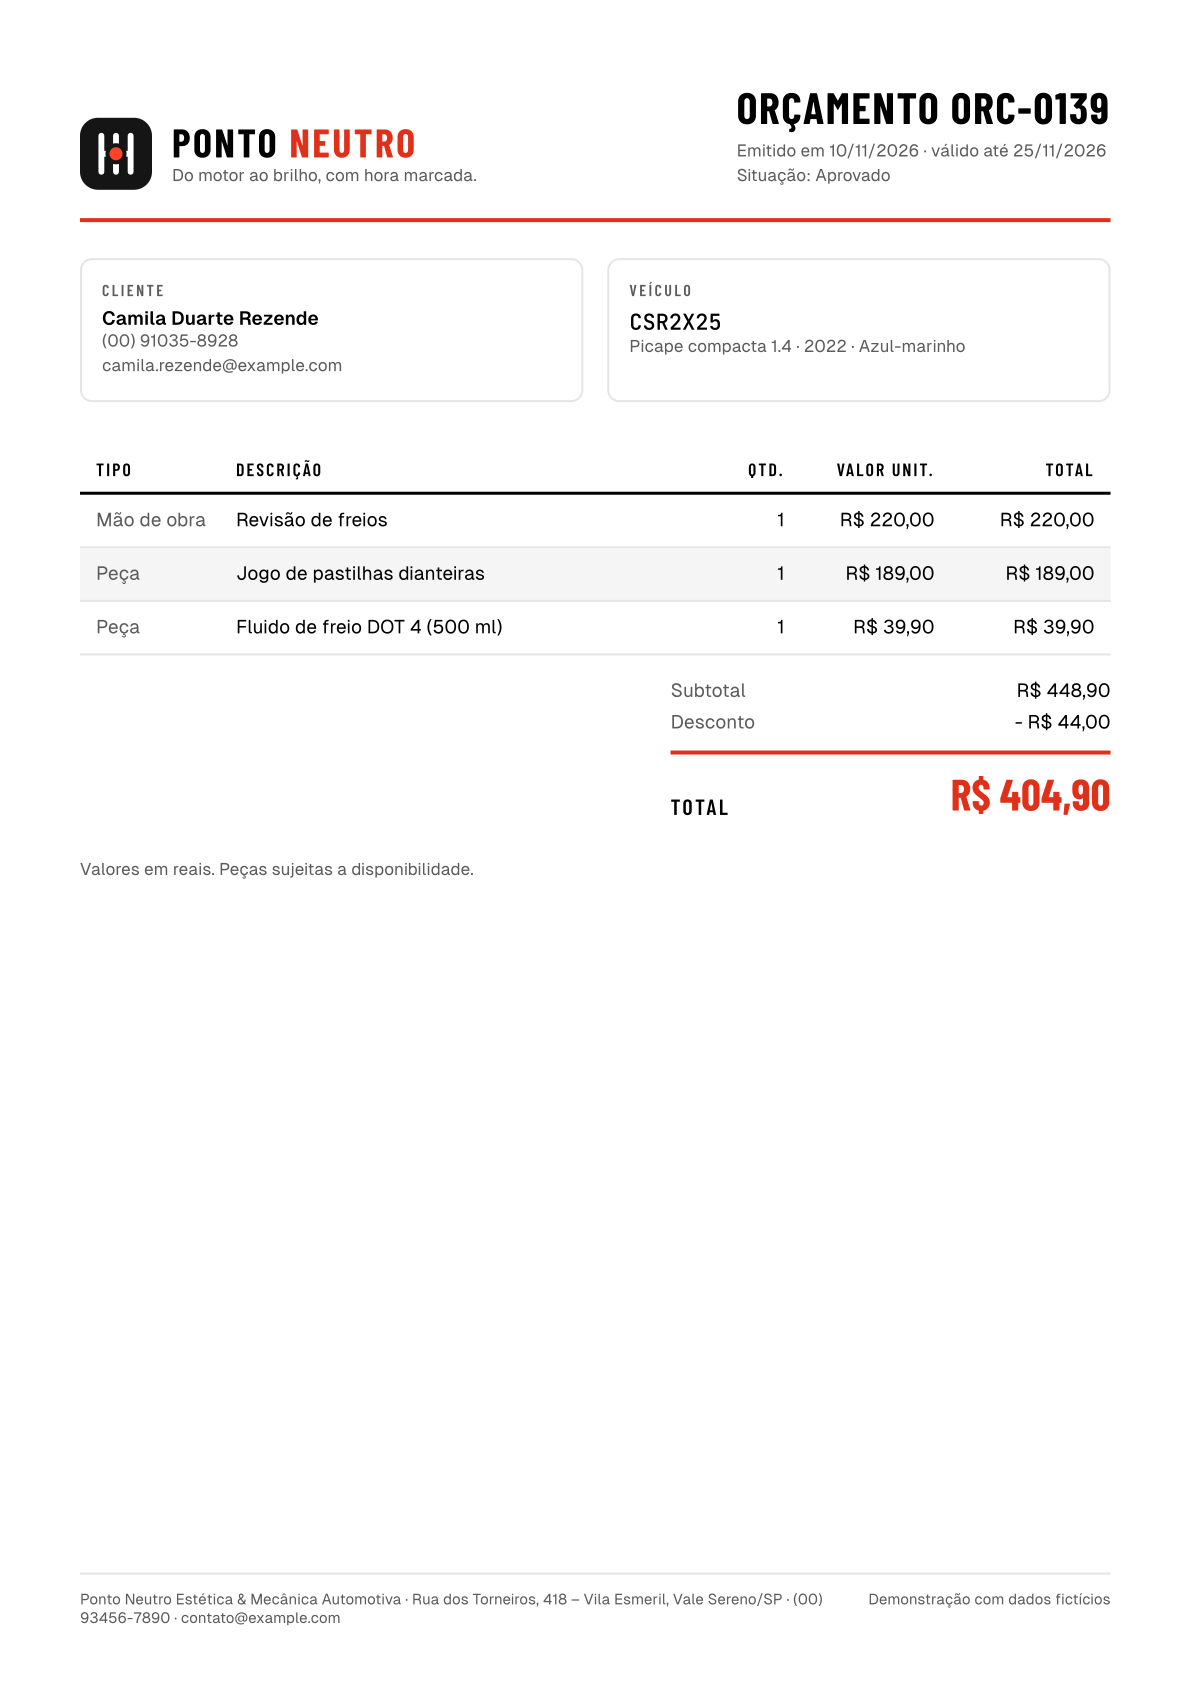 PONTO NEUTRO
Do motor ao brilho, com hora marcada.
ORÇAMENTO ORC-0139
Emitido em 10/11/2026 · válido até 25/11/2026
Situação: Aprovado
CLIENTE
Camila Duarte Rezende
(00) 91035-8928
camila.rezende@example.com
VEÍCULO
CSR2X25
Picape compacta 1.4 · 2022 · Azul-marinho
TIPO DESCRIÇÃO QTD. VALOR UNIT. TOTAL
Mão de obra Revisão de freios 1 R$ 220,00 R$ 220,00
Peça Jogo de pastilhas dianteiras 1 R$ 189,00 R$ 189,00
Peça Fluido de freio DOT 4 (500 ml) 1 R$ 39,90 R$ 39,90
Subtotal R$ 448,90
Desconto - R$ 44,00
TOTAL R$ 404,90
Valores em reais. Peças sujeitas a disponibilidade.
Ponto Neutro Estética & Mecânica Automotiva · Rua dos Torneiros, 418 – Vila Esmeril, Vale Sereno/SP · (00)
93456-7890 · contato@example.com
Demonstração com dados fictícios